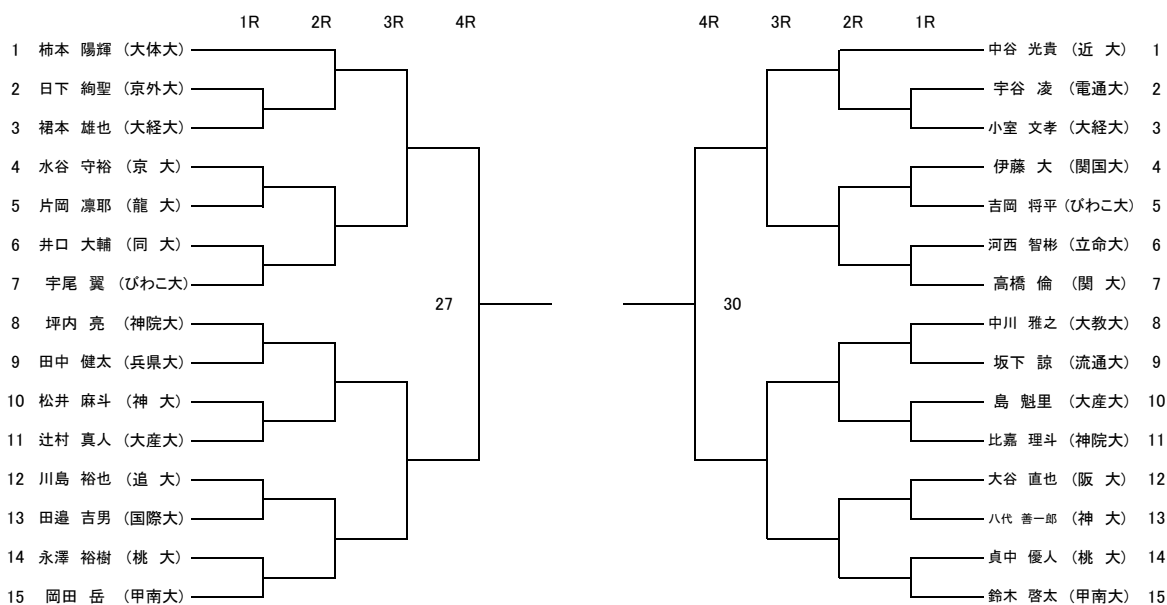 1R 2R 3R 4R
1 柿本 陽輝 (大体大)
2 日下 絢聖 (京外大)
3 裙本 雄也 (大経大)
4 水谷 守裕 (京 大)
5 片岡 凛耶 (龍 大)
6 井口 大輔 (同 大)
7 宇尾 翼 (びわこ大)
27
8 坪内 亮 (神院大)
9 田中 健太 (兵県大)
10 松井 麻斗 (神 大)
11 辻村 真人 (大産大)
12 川島 裕也 (追 大)
13 田邉 吉男 (国際大)
14 永澤 裕樹 (桃 大)
15 岡田 岳 (甲南大)
4R 3R 2R 1R
中谷 光貴 (近 大) 1
宇谷 凌 (電通大) 2
小室 文孝 (大経大) 3
伊藤 大 (関国大) 4
吉岡 将平 (びわこ大) 5
河西 智彬 (立命大) 6
高橋 倫 (関 大) 7
30
中川 雅之 (大教大) 8
坂下 諒 (流通大) 9
島 魁里 (大産大) 10
比嘉 理斗 (神院大) 11
大谷 直也 (阪 大) 12
八代 善一郎 (神 大) 13
貞中 優人 (桃 大) 14
鈴木 啓太 (甲南大) 15